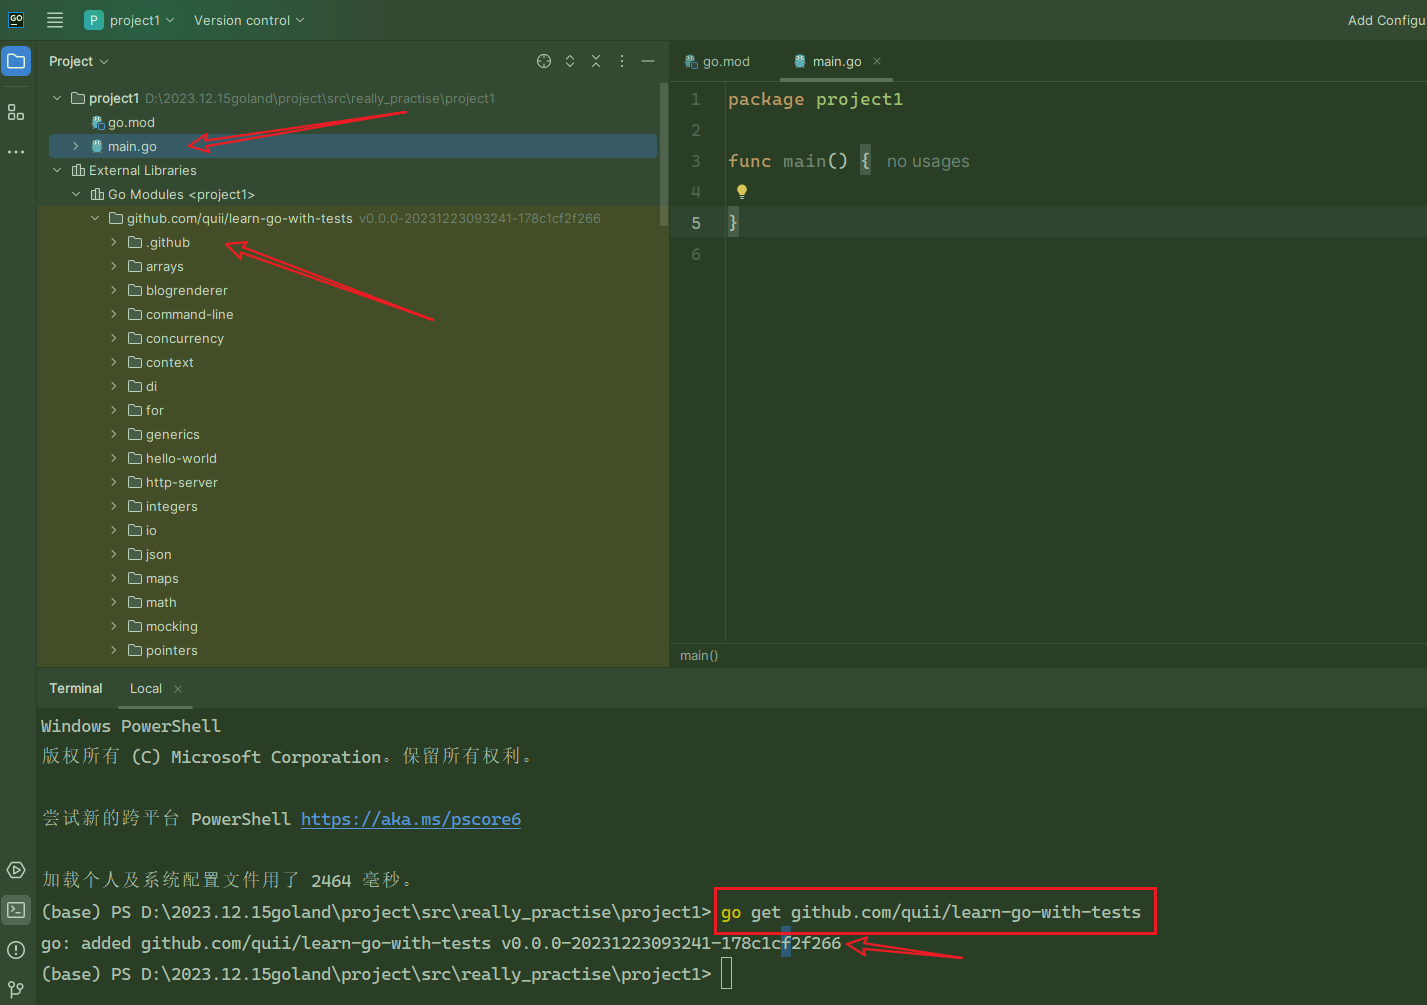 GO
P project1 Version control Add Configu
Project
go.mod main.go
project1 D:\2023.12.15goland\project\src\really_practise\project1
go.mod
main.go
External Libraries
Go Modules <project1>
github.com/quii/learn-go-with-tests v0.0.0-20231223093241-178c1cf2f266
.github
arrays
blogrenderer
command-line
concurrency
context
di
for
generics
hello-world
http-server
integers
io
json
maps
math
mocking
pointers
1 package project1
2
3 func main() { no usages
4
5 }
6
main()
Terminal Local
Windows PowerShell
版权所有 (C) Microsoft Corporation。保留所有权利。
尝试新的跨平台 PowerShell https://aka.ms/pscore6
加载个人及系统配置文件用了 2464 毫秒。
(base) PS D:\2023.12.15goland\project\src\really_practise\project1> go get github.com/quii/learn-go-with-tests
go: added github.com/quii/learn-go-with-tests v0.0.0-20231223093241-178c1cf2f266
(base) PS D:\2023.12.15goland\project\src\really_practise\project1>